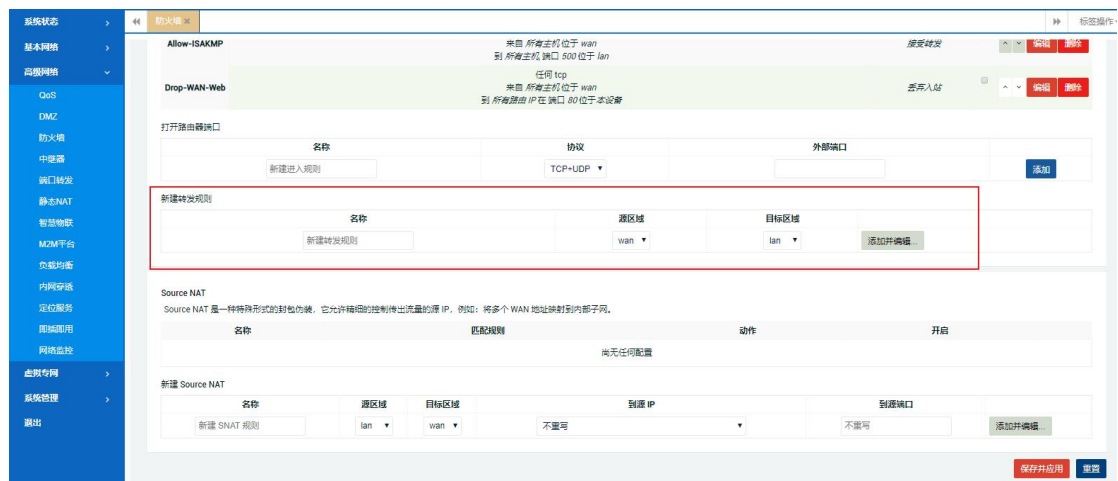 系统状态
防火墙
标签操作
基本网络
Allow-ISAKMP
来自 所有主机 位于 wan
到 所有主机, 端口 500 位于 lan
接受转发
编辑
删除
高级网络
QoS
DMZ
防火墙
中继器
端口转发
静态NAT
智慧物联
M2M平台
负载均衡
内网穿透
定位服务
即插即用
网络监控
虚拟专网
系统管理
退出
Drop-WAN-Web
任何 tcp
来自 所有主机 位于 wan
到 所有路由 IP 在 端口 80 位于 本设备
丢弃入站
编辑
删除
打开路由器端口
名称 协议 外部端口
新建进入规则 TCP+UDP 添加
新建转发规则
名称 源区域 目标区域
新建转发规则 wan lan 添加并编辑...
Source NAT
Source NAT 是一种特殊形式的封包伪装，它允许精细的控制传出流量的源 IP，例如：将多个 WAN 地址映射到内部子网。
名称 匹配规则 动作 开启
尚无任何配置
新建 Source NAT
名称 源区域 目标区域 到源 IP 到源端口
新建 SNAT 规则 lan wan 不重写 不重写 添加并编辑...
保存并应用 重置